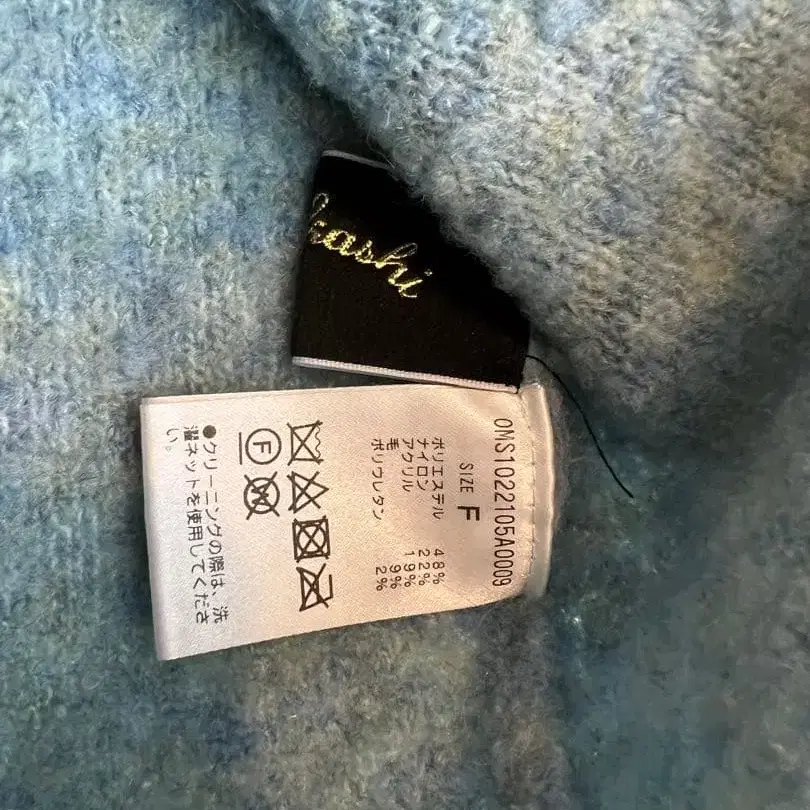 kashi
OMS1022105A0009
SIZE F
ポリエステル 48%
ナイロン 22%
アクリル 19%
毛 9%
ポリウレタン 2%
F
W
●クリーニングの際は、洗
濯ネットを使用してくださ
い。